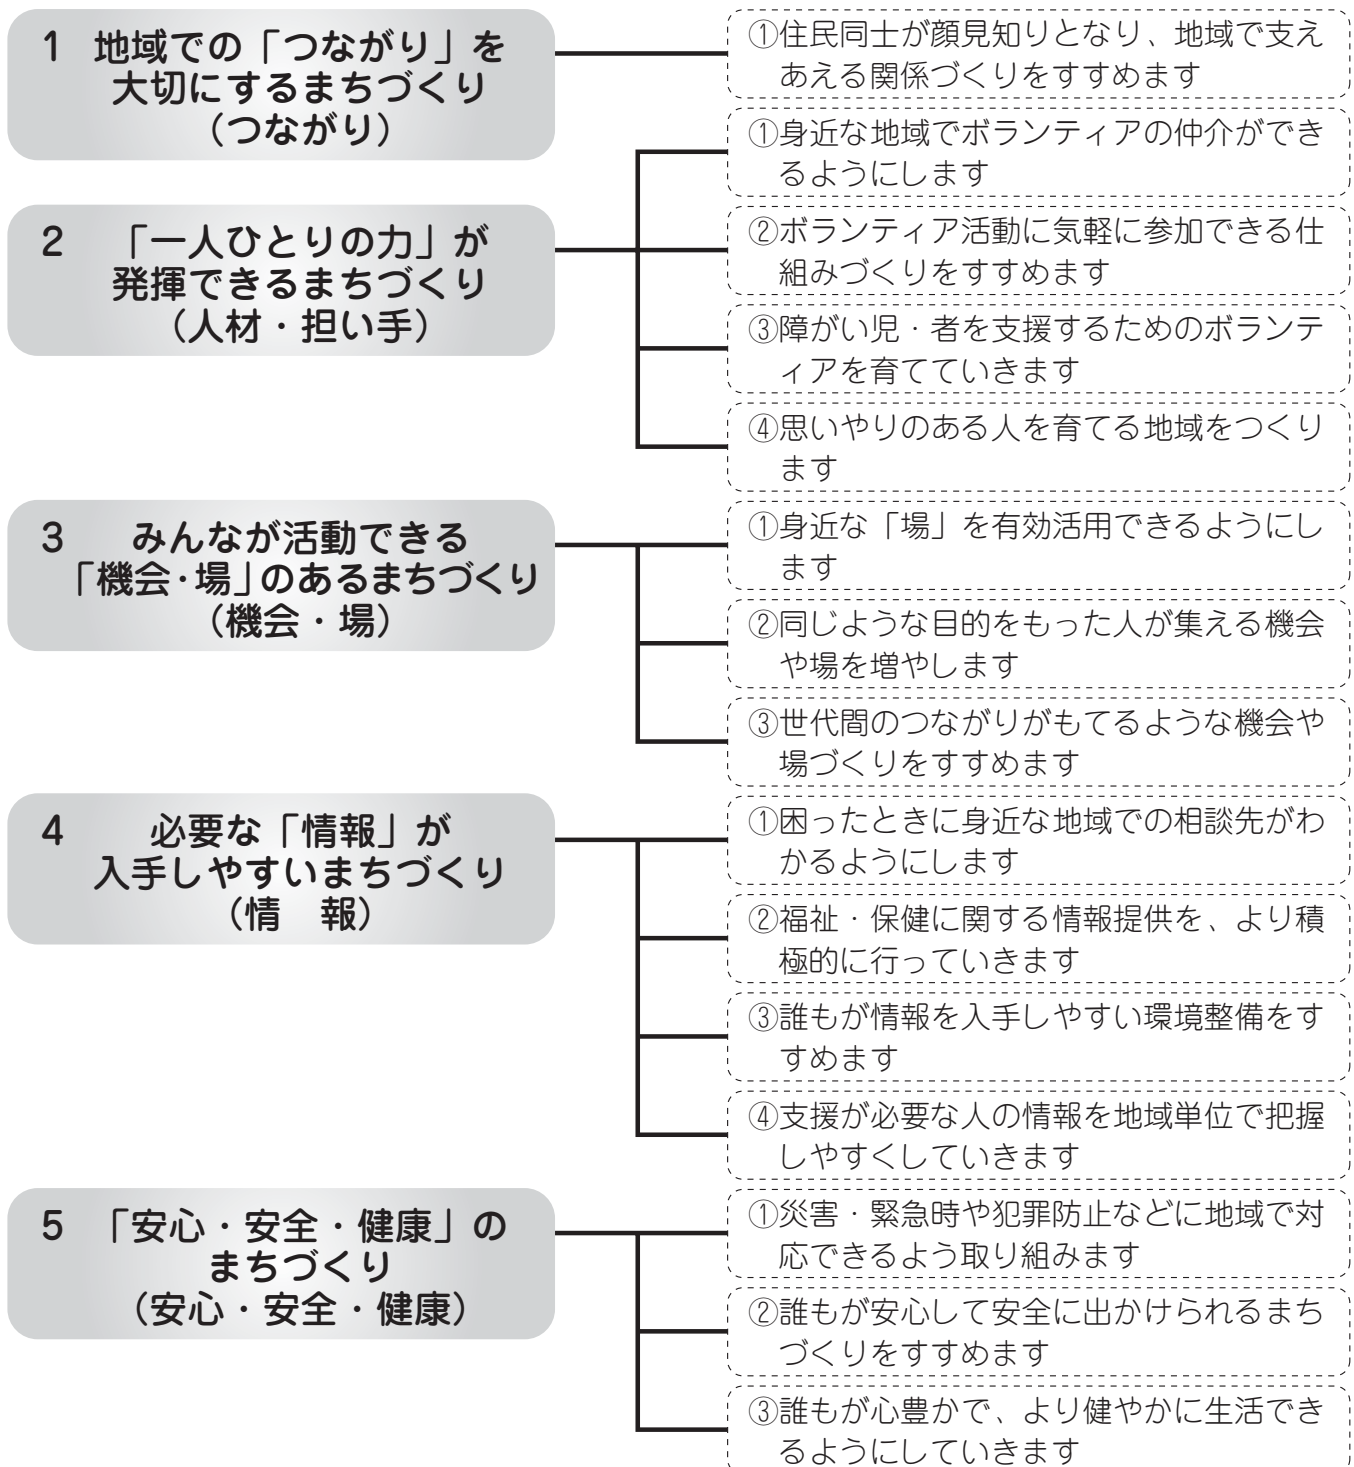 1 地域での「つながり」を
大切にするまちづくり
（つながり）
①住民同士が顔見知りとなり、地域で支え
あえる関係づくりをすすめます
2 「一人ひとりの力」が
発揮できるまちづくり
（人材・担い手）
①身近な地域でボランティアの仲介ができ
るようにします
②ボランティア活動に気軽に参加できる仕
組みづくりをすすめます
③障がい児・者を支援するためのボランテ
ィアを育てていきます
④思いやりのある人を育てる地域をつくり
ます
3 みんなが活動できる
「機会・場」のあるまちづくり
（機会・場）
①身近な「場」を有効活用できるようにし
ます
②同じような目的をもった人が集える機会
や場を増やします
③世代間のつながりがもてるような機会や
場づくりをすすめます
4 必要な「情報」が
入手しやすいまちづくり
（情　報）
①困ったときに身近な地域での相談先がわ
かるようにします
②福祉・保健に関する情報提供を、より積
極的に行っていきます
③誰もが情報を入手しやすい環境整備をす
すめます
④支援が必要な人の情報を地域単位で把握
しやすくしていきます
5 「安心・安全・健康」の
まちづくり
（安心・安全・健康）
①災害・緊急時や犯罪防止などに地域で対
応できるよう取り組みます
②誰もが安心して安全に出かけられるまち
づくりをすすめます
③誰もが心豊かで、より健やかに生活でき
るようにしていきます